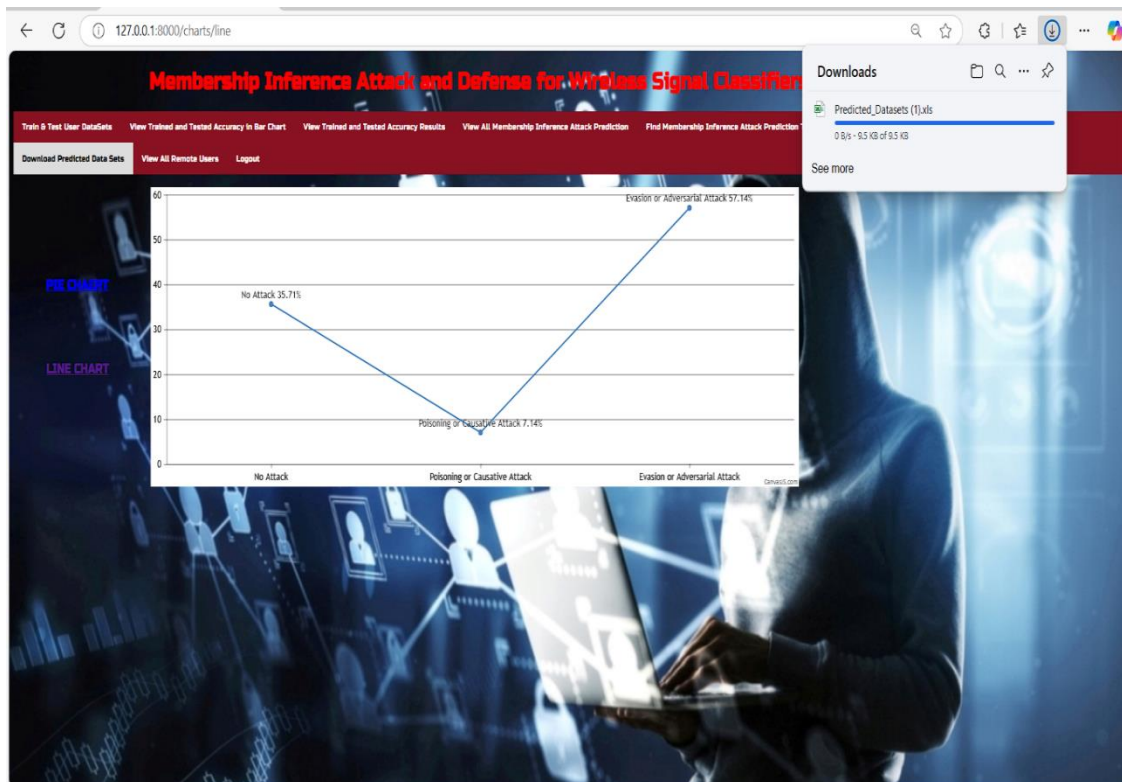 127.0.0.1:8000/charts/line
Membership Inference Attack and Defense for Wireless Signal Classifiers
Downloads
Predicted_Datasets (1).xls
0 B/s - 9.5 KB of 9.5 KB
See more
Train & Test User DataSets View Trained and Tested Accuracy in Bar Chart View Trained and Tested Accuracy Results View All Membership Inference Attack Prediction Find Membership Inference Attack Prediction
Download Predicted Data Sets View All Remote Users Logout
60
Evasion or Adversarial Attack 57.14%
50
PIE CHART
40
No Attack 35.71%
30
LINE CHART
20
10
Poisoning or Causative Attack 7.14%
0
No Attack Poisoning or Causative Attack Evasion or Adversarial Attack
CanvasJS.com